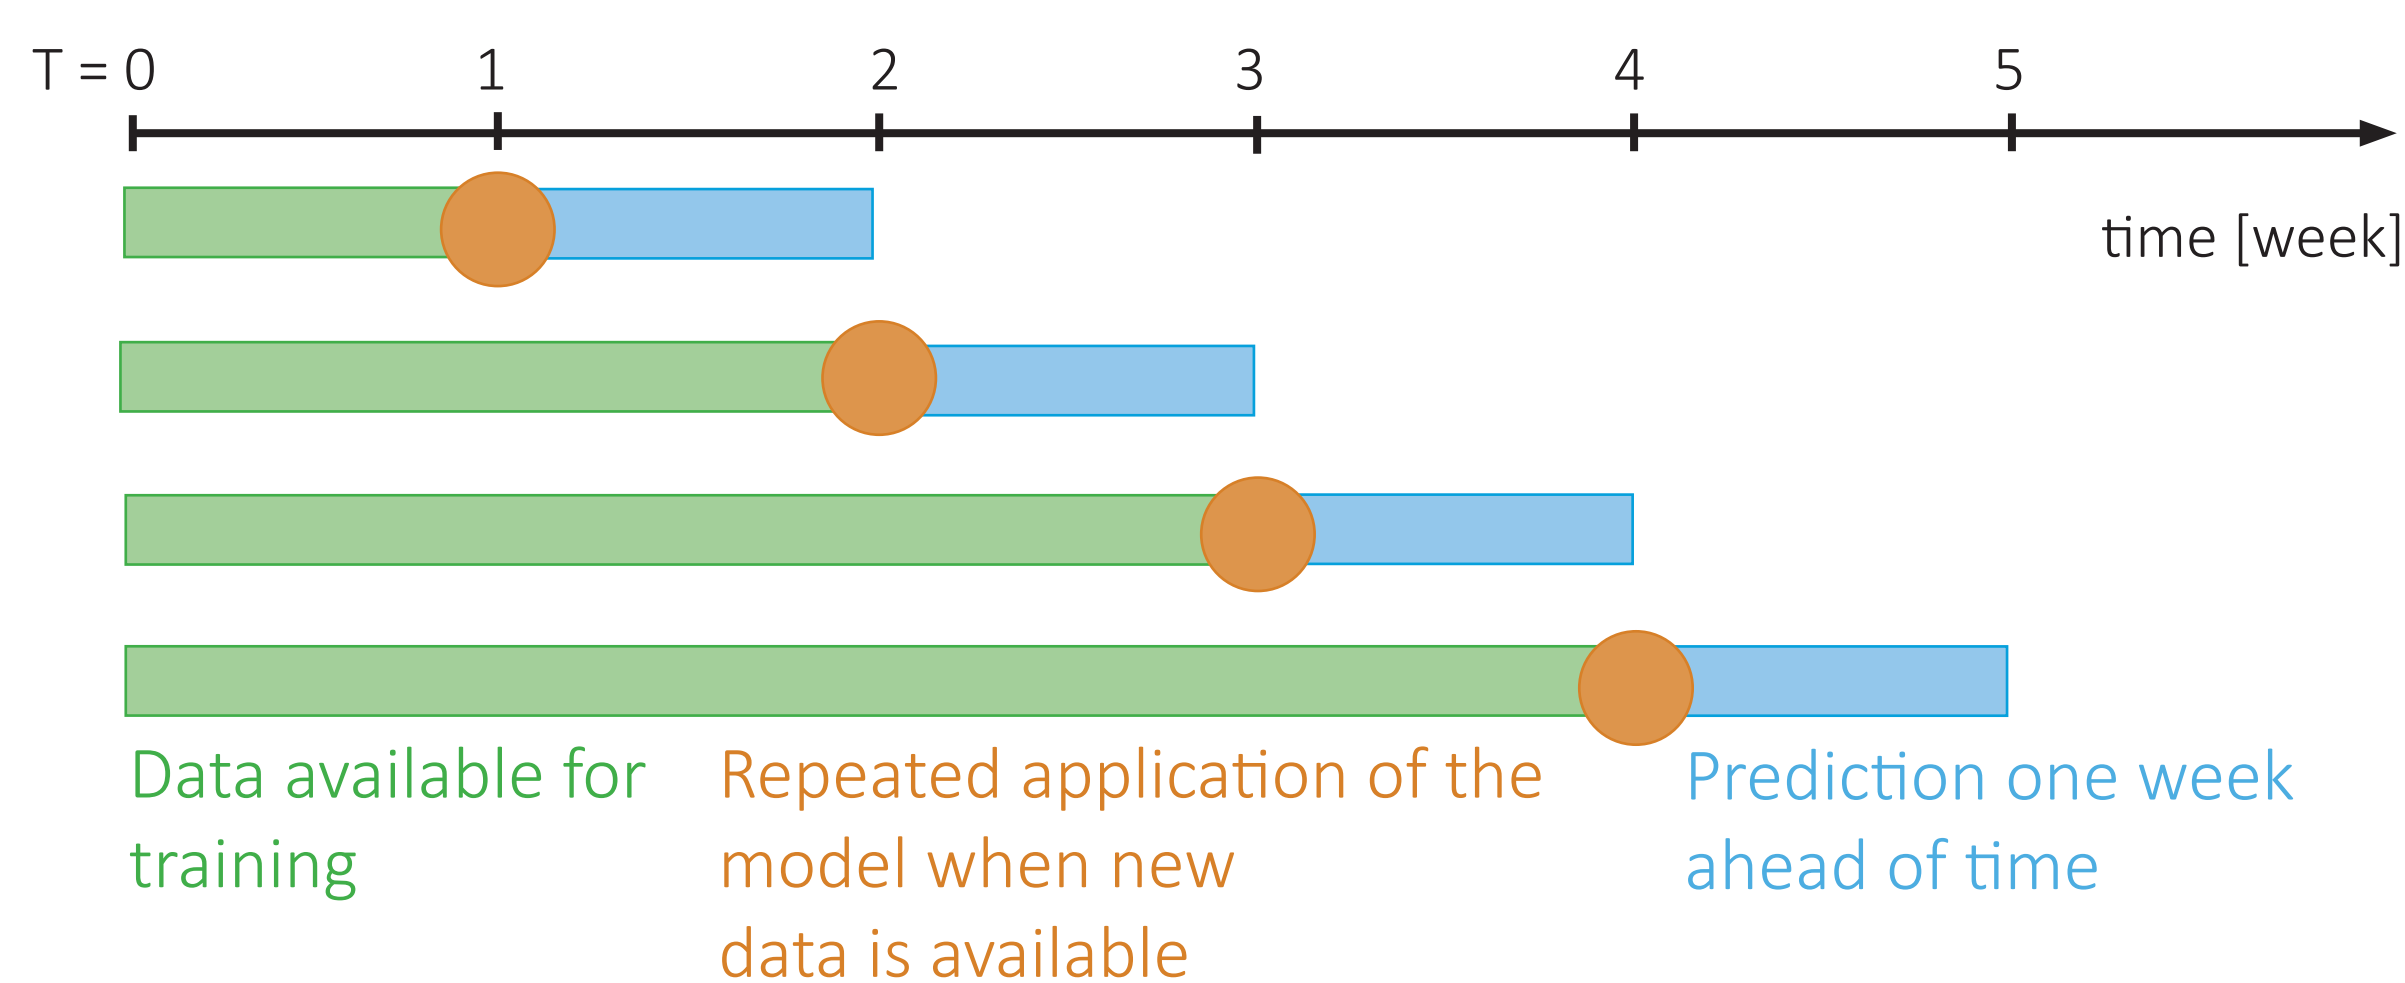 T = 0 1 2 3 4 5
time [week]
Data available for
training
Repeated application of the
model when new
data is available
Prediction one week
ahead of time